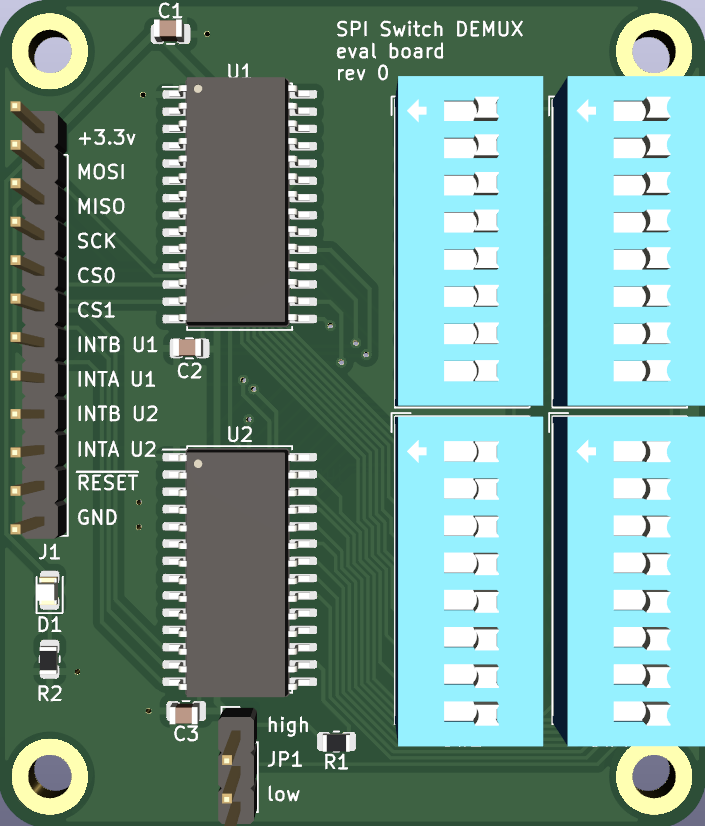 C1
SPI Switch DEMUX
eval board
rev 0
U1
+3.3v
MOSI
MISO
SCK
CS0
CS1
INTB U1
INTA U1
INTB U2
INTA U2
RESET
GND
C2
U2
J1
D1
R2
C3
high
JP1
low
R1